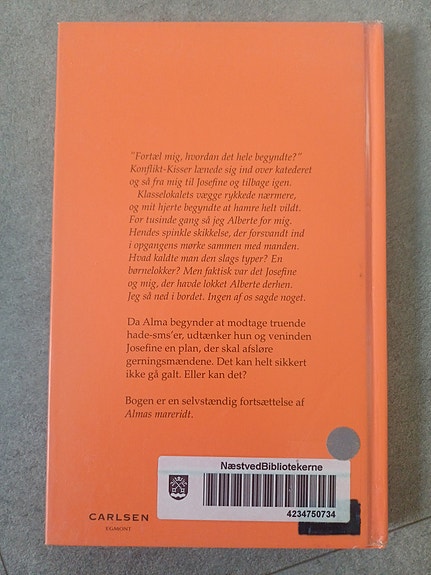 "Fortæl mig, hvordan det hele begyndte?"
Konflikt-Kisser lænede sig ind over katederet
og så fra mig til Josefine og tilbage igen.
Klasselokalets vægge rykkede nærmere,
og mit hjerte begyndte at hamre helt vildt.
For tusinde gang så jeg Alberte for mig.
Hendes spinkle skikkelse, der forsvandt ind
i opgangens mørke sammen med manden.
Hvad kaldte man den slags typer? En
børnelokker? Men faktisk var det Josefine
og mig, der havde lokket Alberte derhen.
Jeg så ned i bordet. Ingen af os sagde noget.
Da Alma begynder at modtage truende
hade-sms'er, udtænker hun og veninden
Josefine en plan, der skal afsløre
gerningsmændene. Det kan helt sikkert
ikke gå galt. Eller kan det?
Bogen er en selvstændig fortsættelse af
Almas mareridt.
NæstvedBibliotekerne
4234750734
CARLSEN
EGMONT